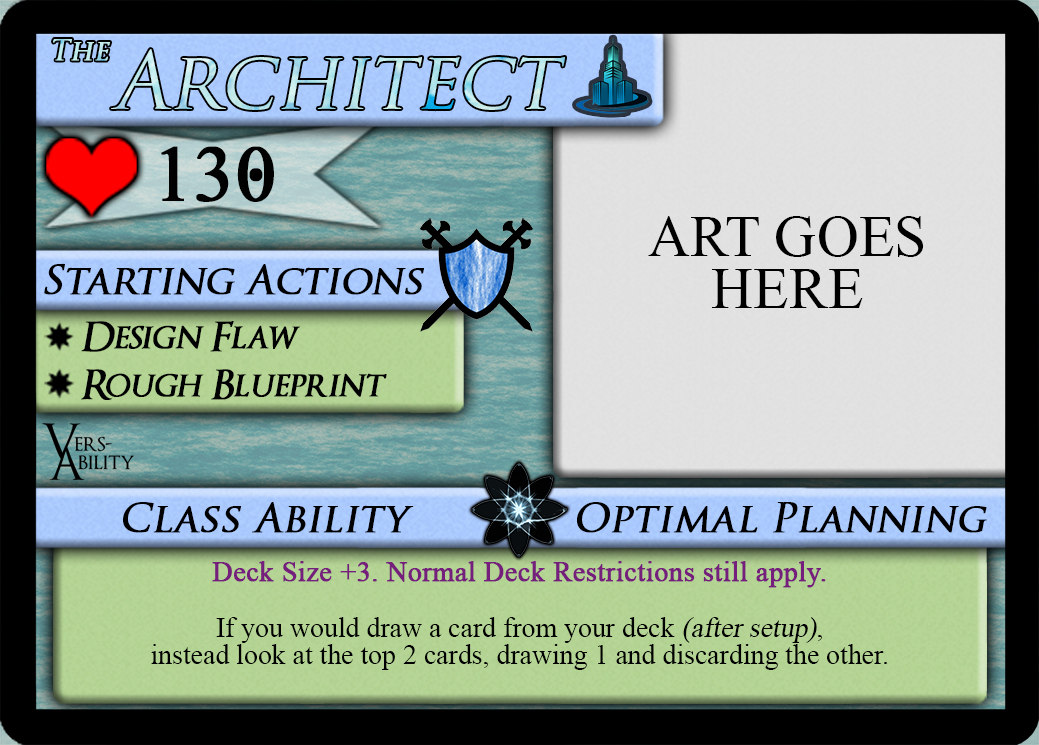 The Architect
130
Starting Actions
Design Flaw
Rough Blueprint
Vers-
Ability
ART GOES
HERE
Class Ability
Optimal Planning
Deck Size +3. Normal Deck Restrictions still apply.
If you would draw a card from your deck (after setup),
instead look at the top 2 cards, drawing 1 and discarding the other.